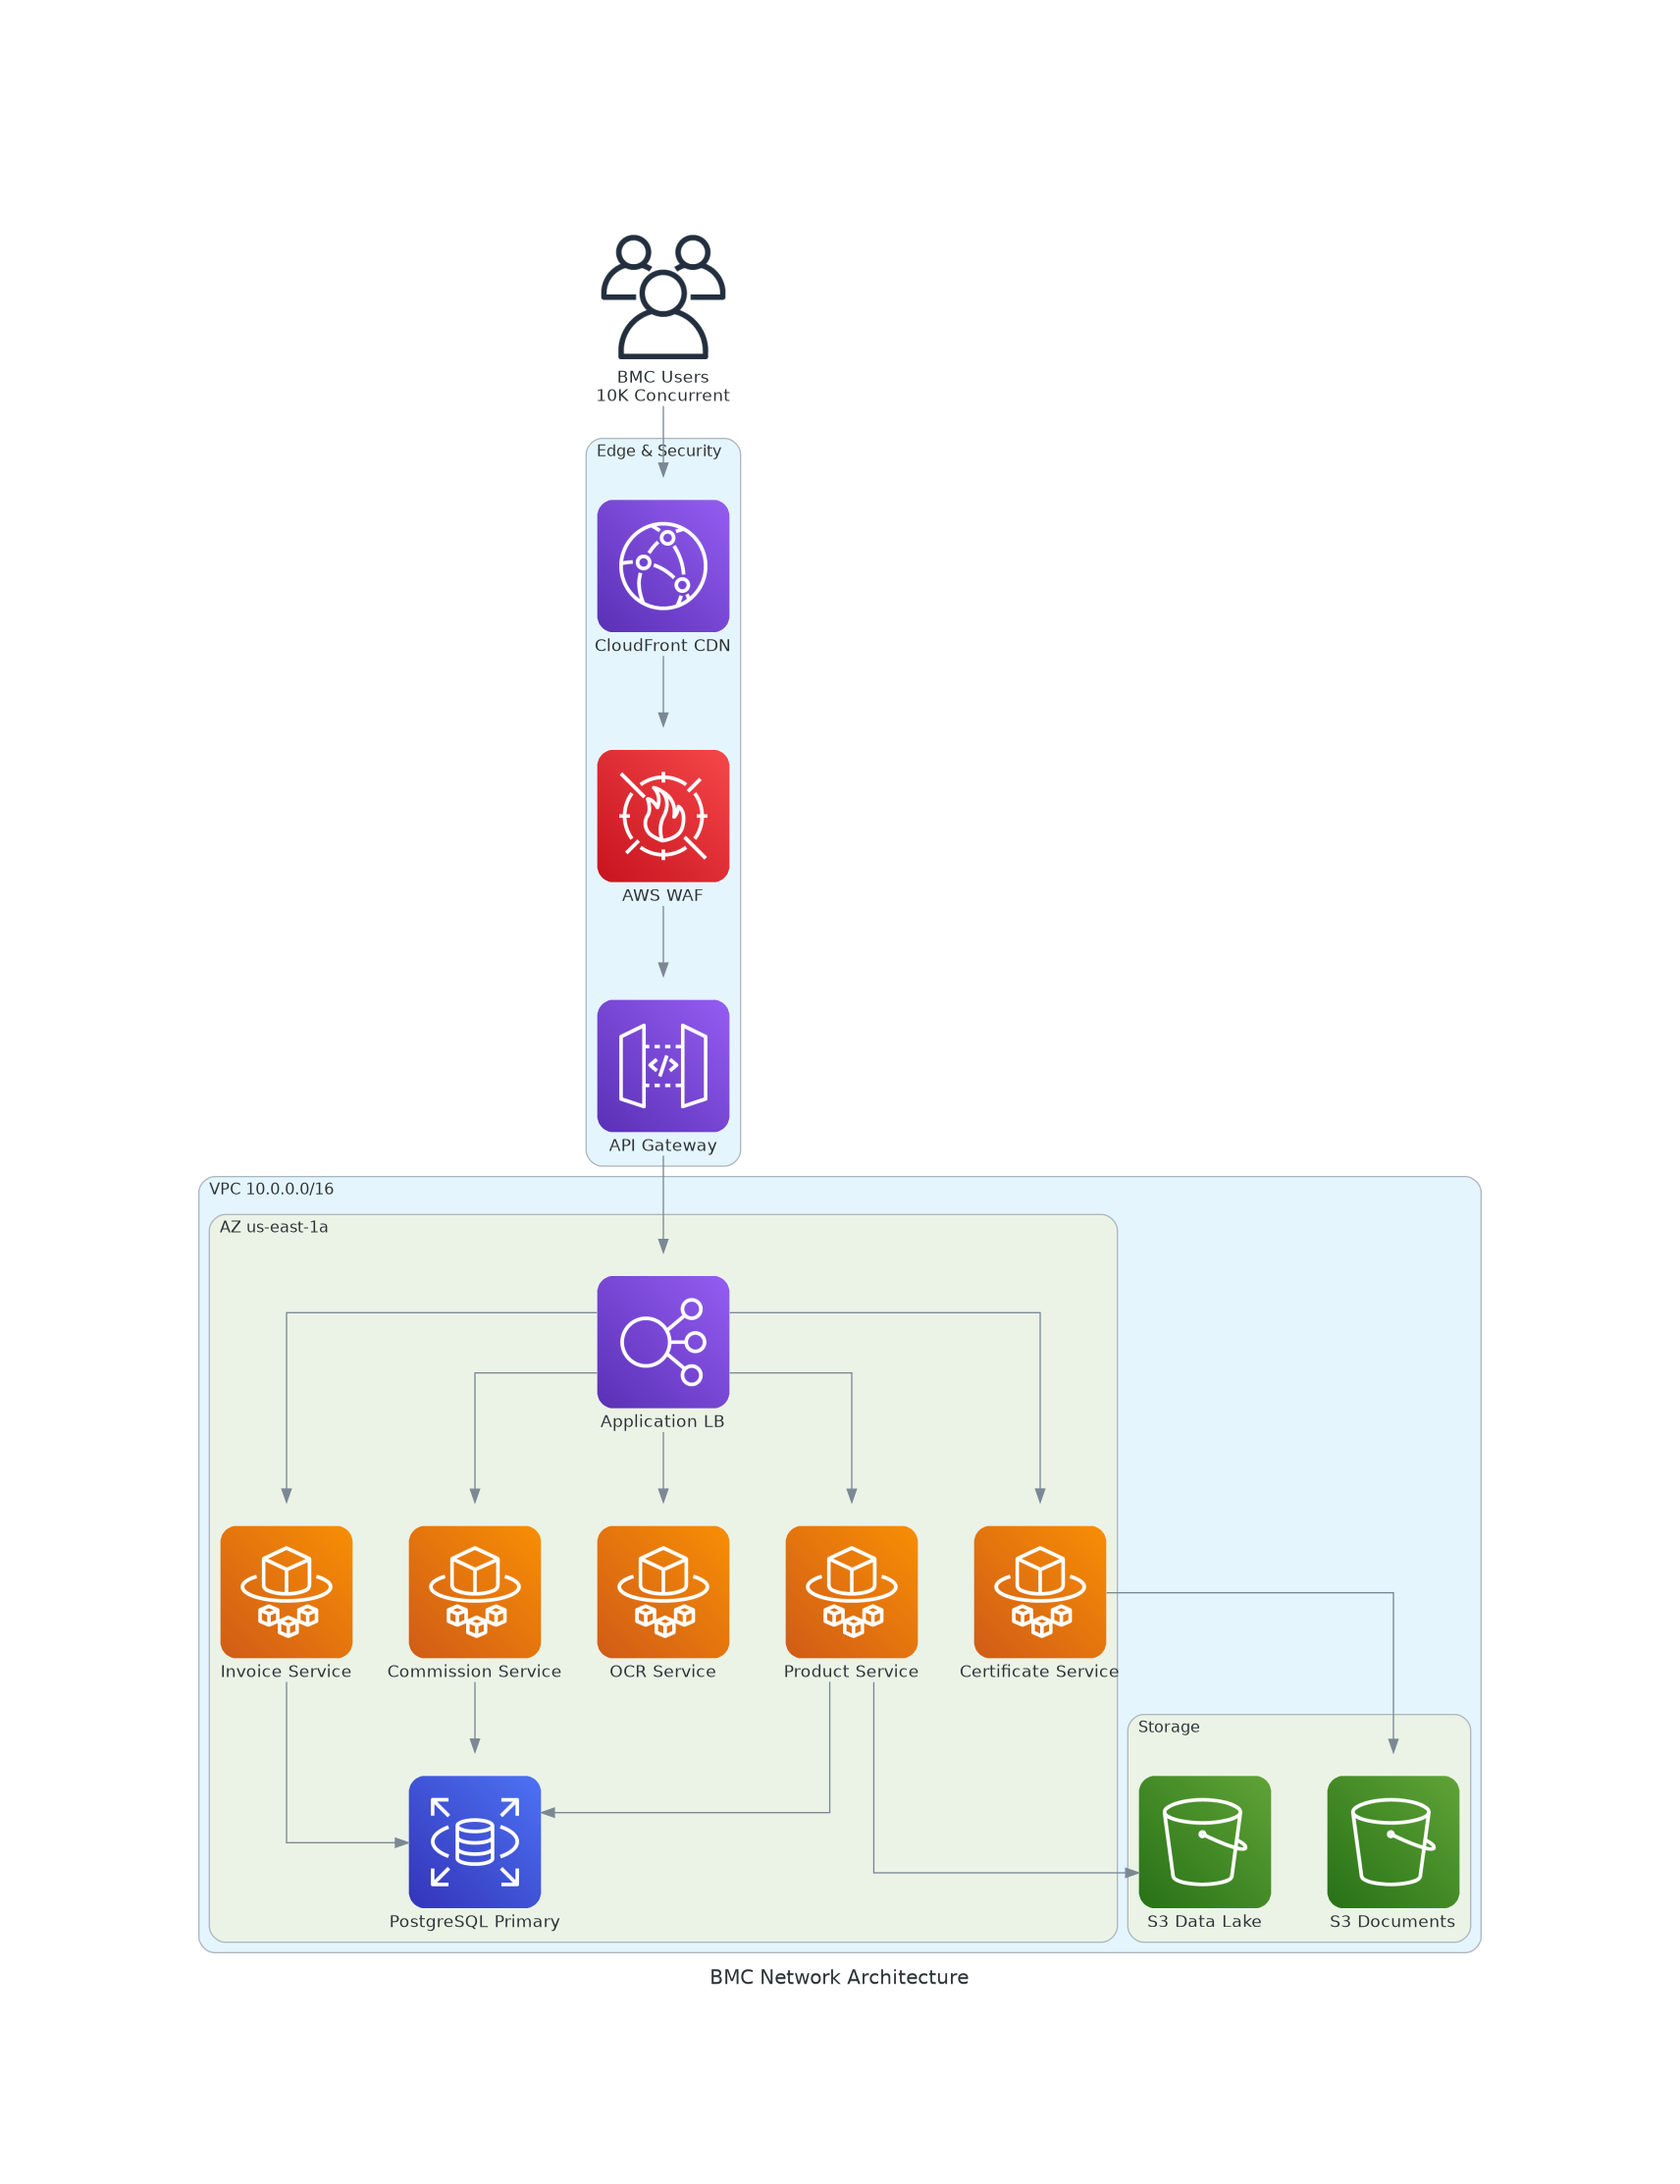 BMC Users
10K Concurrent
Edge & Security
CloudFront CDN
AWS WAF
API Gateway
VPC 10.0.0.0/16
AZ us-east-1a
Application LB
Invoice Service
Commission Service
OCR Service
Product Service
Certificate Service
Storage
PostgreSQL Primary
S3 Data Lake
S3 Documents
BMC Network Architecture